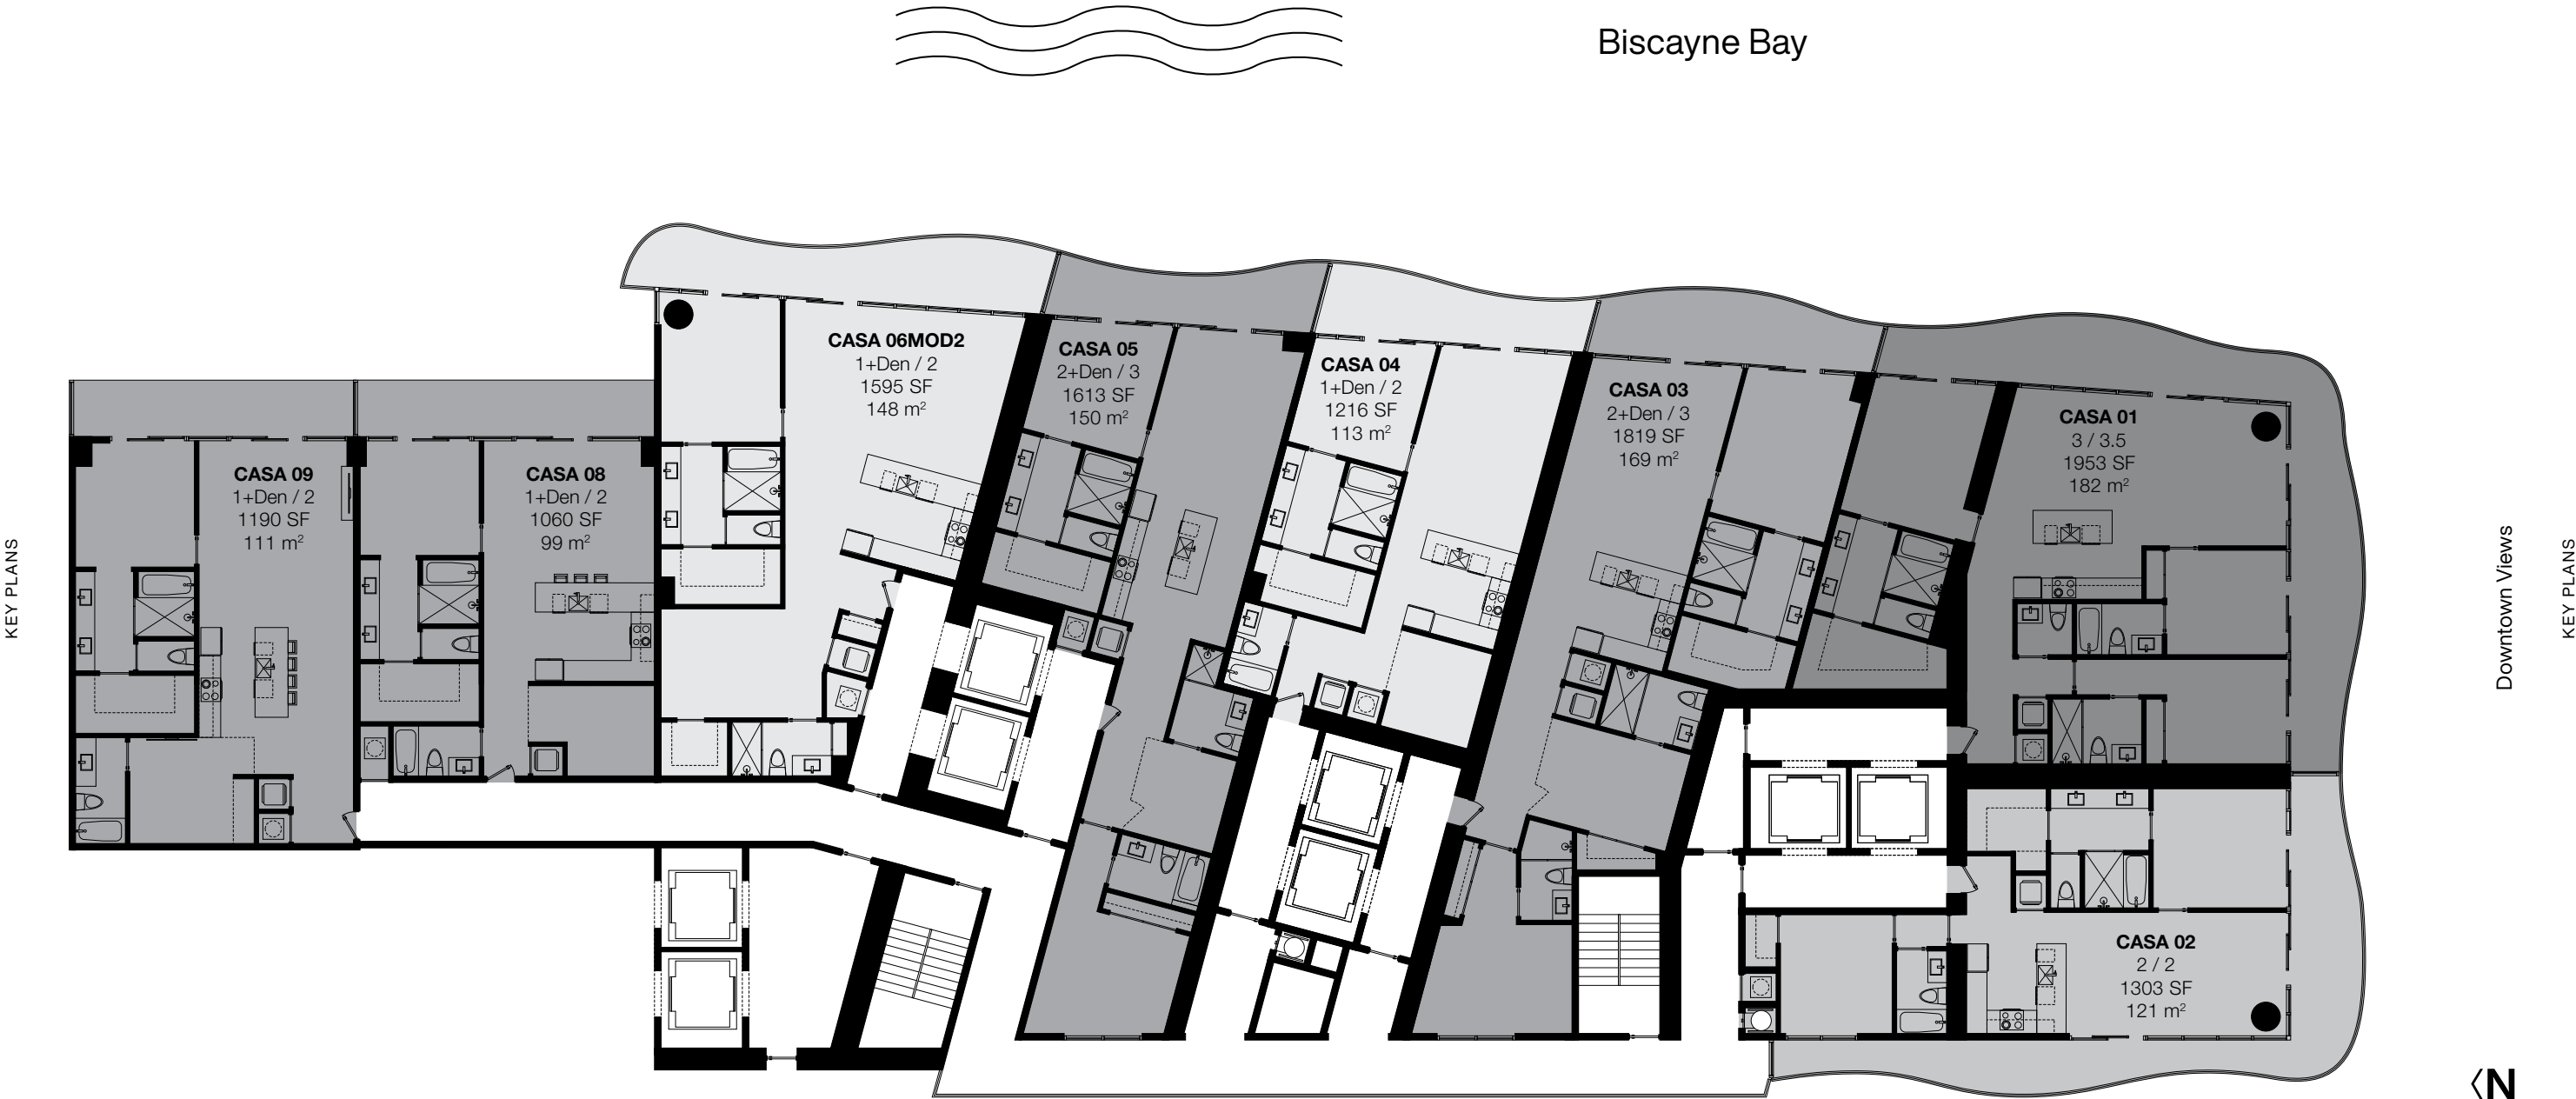 Biscayne Bay
KEY PLANS
CASA 09
1+Den / 2
1190 SF
111 m²
CASA 08
1+Den / 2
1060 SF
99 m²
CASA 06MOD2
1+Den / 2
1595 SF
148 m²
CASA 05
2+Den / 3
1613 SF
150 m²
CASA 04
1+Den / 2
1216 SF
113 m²
CASA 03
2+Den / 3
1819 SF
169 m²
CASA 01
3 / 3.5
1953 SF
182 m²
CASA 02
2 / 2
1303 SF
121 m²
Downtown Views
KEY PLANS
N